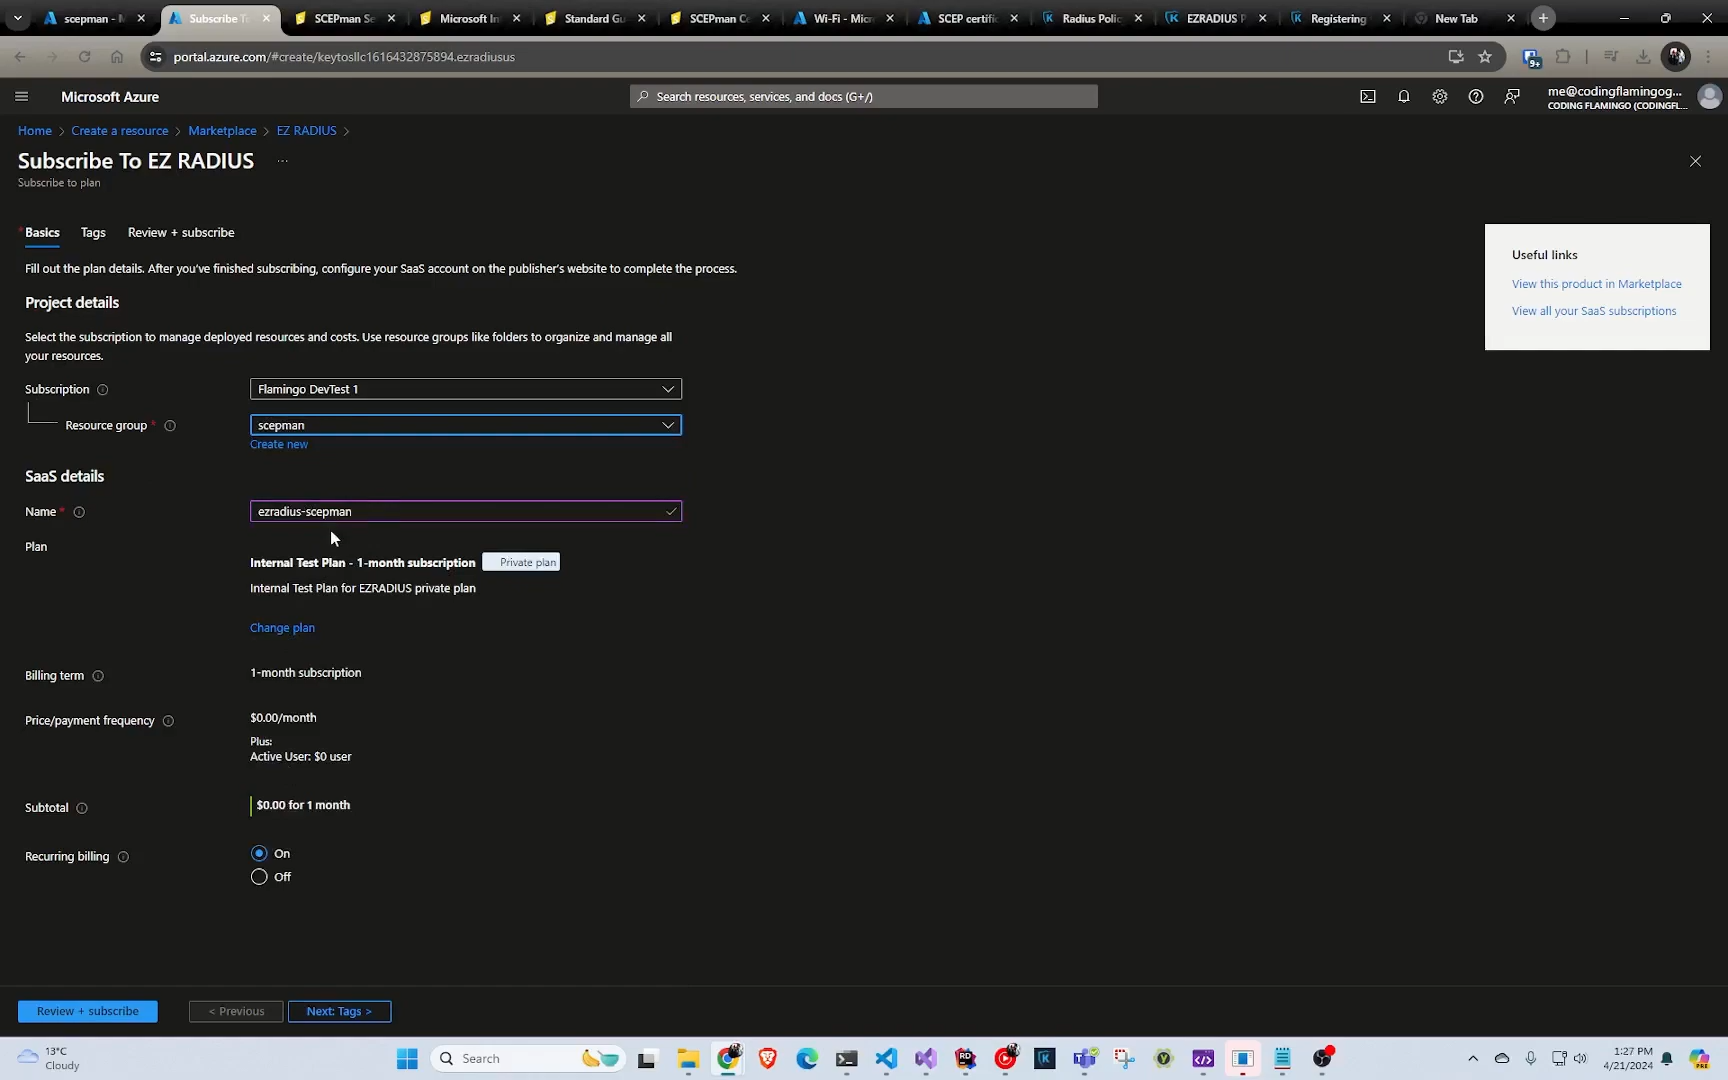 scepman - M
Subscribe T
SCEPman Se
Microsoft In
Standard Gu
SCEPman Ce
Wi-Fi - Micr
SCEP certifi
Radius Polic
EZRADIUS P
Registering
New Tab
portal.azure.com/#create/keytosllc1616432875894.ezradiusus
9+
Microsoft Azure
Search resources, services, and docs (G+/)
me@codingflamingog...
CODING FLAMINGO (CODINGFL...
Home > Create a resource > Marketplace > EZ RADIUS >
Subscribe To EZ RADIUS ...
Subscribe to plan
* Basics
Tags
Review + subscribe
Fill out the plan details. After you've finished subscribing, configure your SaaS account on the publisher's website to complete the process.
Useful links
View this product in Marketplace
View all your SaaS subscriptions
Project details
Select the subscription to manage deployed resources and costs. Use resource groups like folders to organize and manage all
your resources.
Subscription
Flamingo DevTest 1
Resource group *
scepman
Create new
SaaS details
Name *
ezradius-scepman
Plan
Internal Test Plan - 1-month subscription
Private plan
Internal Test Plan for EZRADIUS private plan
Change plan
Billing term
1-month subscription
Price/payment frequency
$0.00/month
Plus:
Active User: $0 user
Subtotal
$0.00 for 1 month
Recurring billing
On
Off
Review + subscribe
< Previous
Next: Tags >
13°C
Cloudy
Search
1:27 PM
4/21/2024
PRE